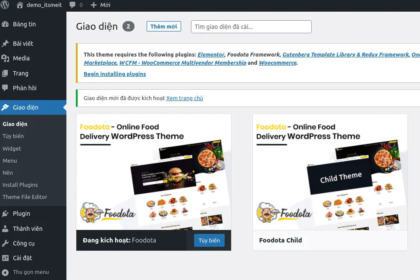 demo_itsmeit
0
Mới
Bảng tin
Bài viết
Media
Trang
Phản hồi
Giao diện
Giao diện
Tùy biến
Widget
Menu
Nền
Install Plugins
Theme File Editor
Plugin
Thành viên
Công cụ
Cài đặt
Thu gọn menu
Giao diện 2 Thêm mới
Tìm giao diện đã cài...
This theme requires the following plugins: Elementor, Foodota Framework, Gutenberg Template Library & Redux Framework,
Marketplace, WCFM - WooCommerce Multivendor Membership and Woocommerce.
Begin installing plugins
Giao diện mới đã được kích hoạt Xem trang chủ
Foodota - Online Food
Delivery WordPress Theme
Foodota
Đang kích hoạt: Foodota
Tùy biến
Foodota - Online Food
Delivery WordPress Theme
Child Theme
Foodota
Foodota Child